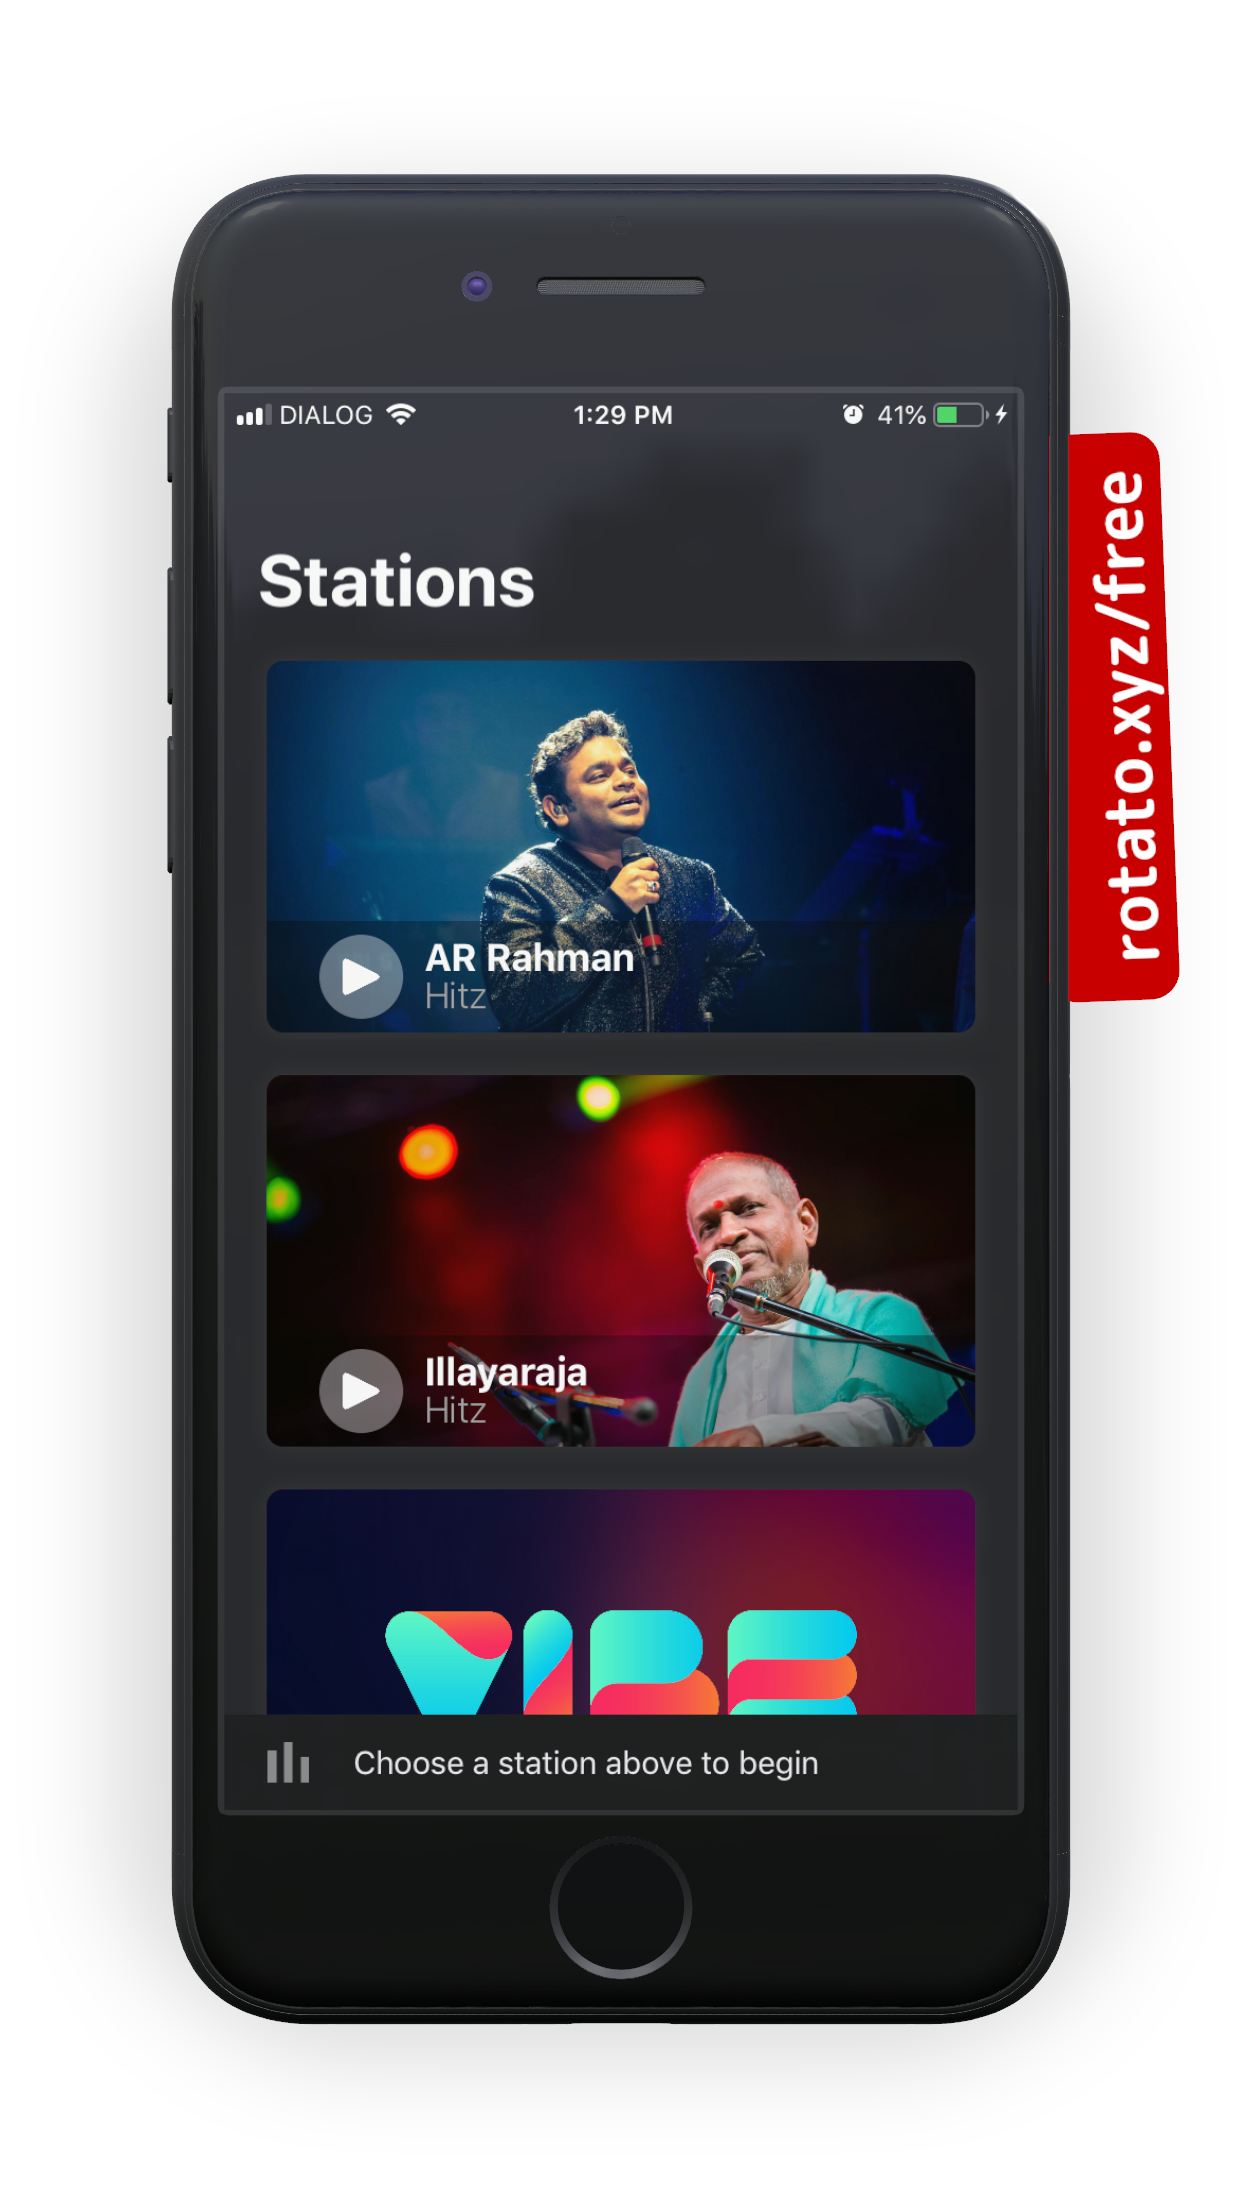 DIALOG 1:29 PM 41%
Stations
AR Rahman
Hitz
Illayaraja
Hitz
VIBE
Choose a station above to begin
rotato.xyz/free